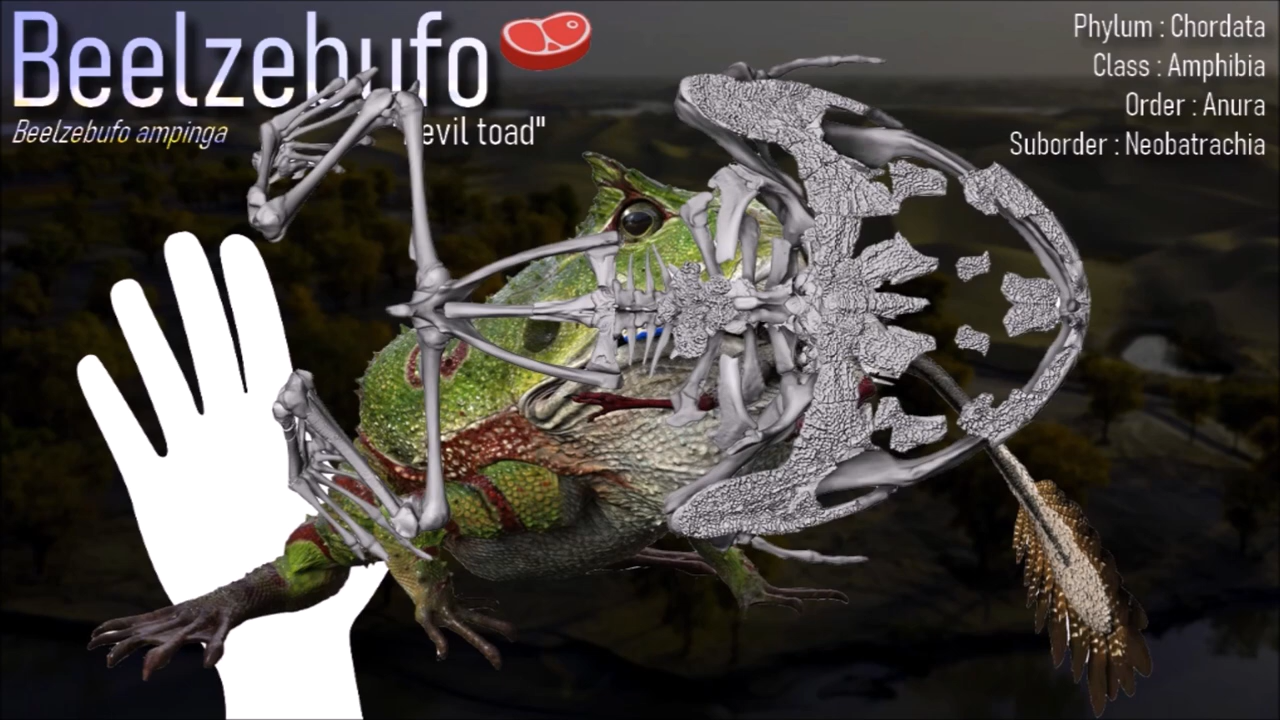 Beelzebufo
Beelzebufo ampinga
evil toad"
Phylum : Chordata
Class : Amphibia
Order : Anura
Suborder : Neobatrachia